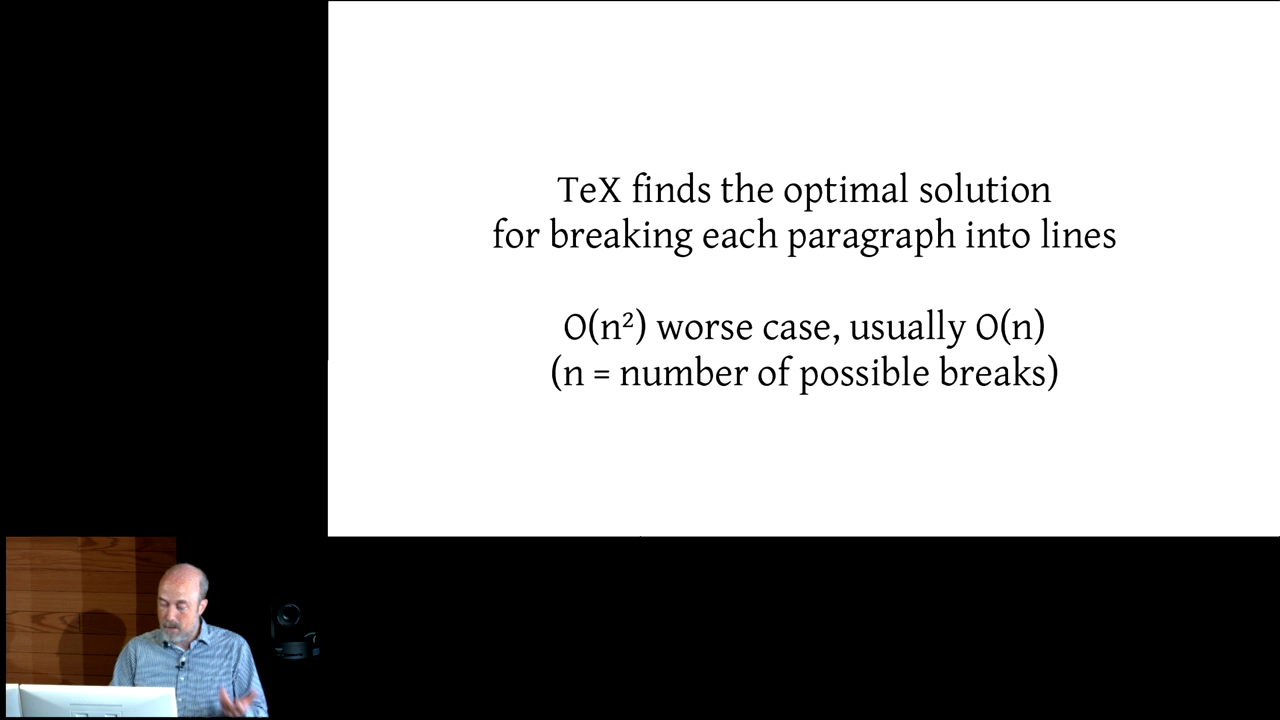 TeX finds the optimal solution
for breaking each paragraph into lines
O(n²) worse case, usually O(n)
(n = number of possible breaks)